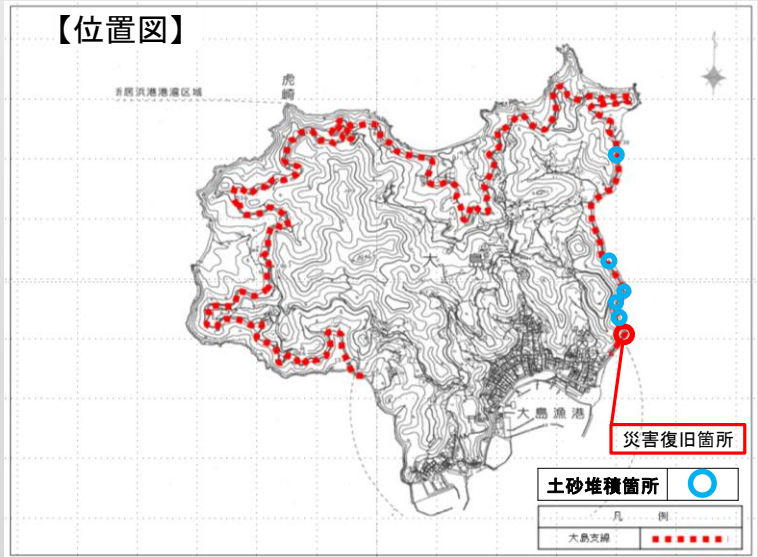 【位置図】
虎崎
新居浜港港湾区域
大島
大島漁港
災害復旧箇所
土砂堆積箇所
凡 例
大島支線